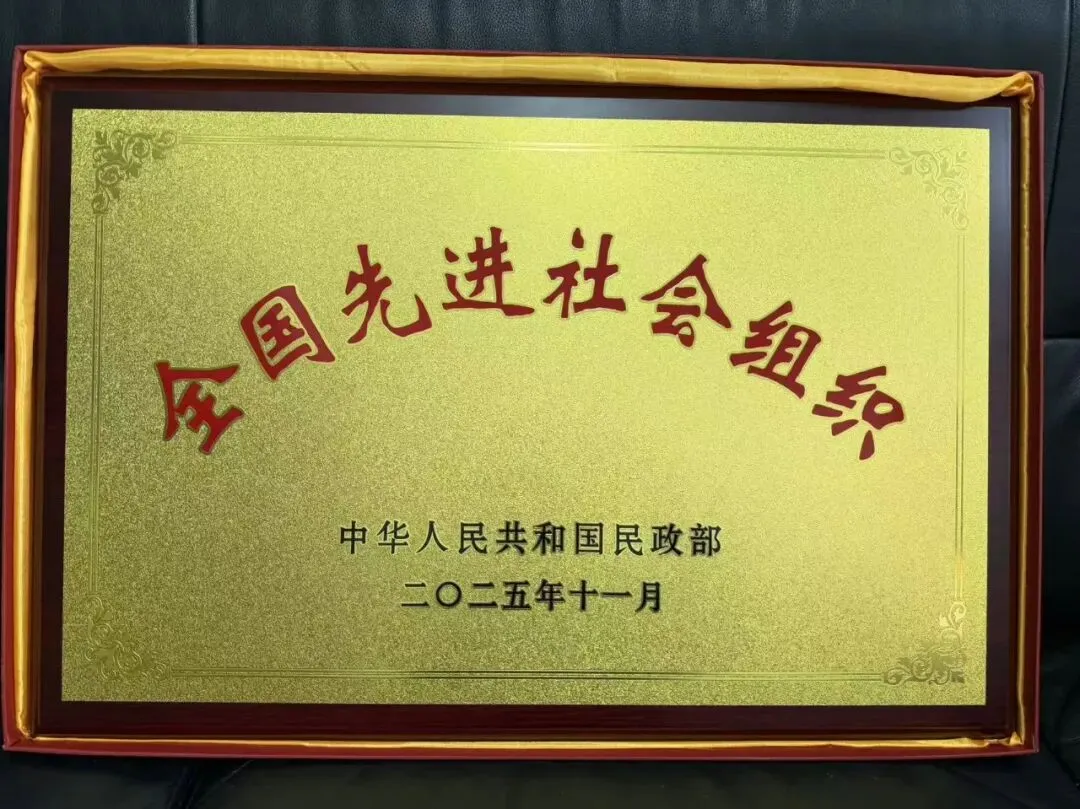 全国先进社会组织
中华人民共和国民政部
二〇二五年十一月